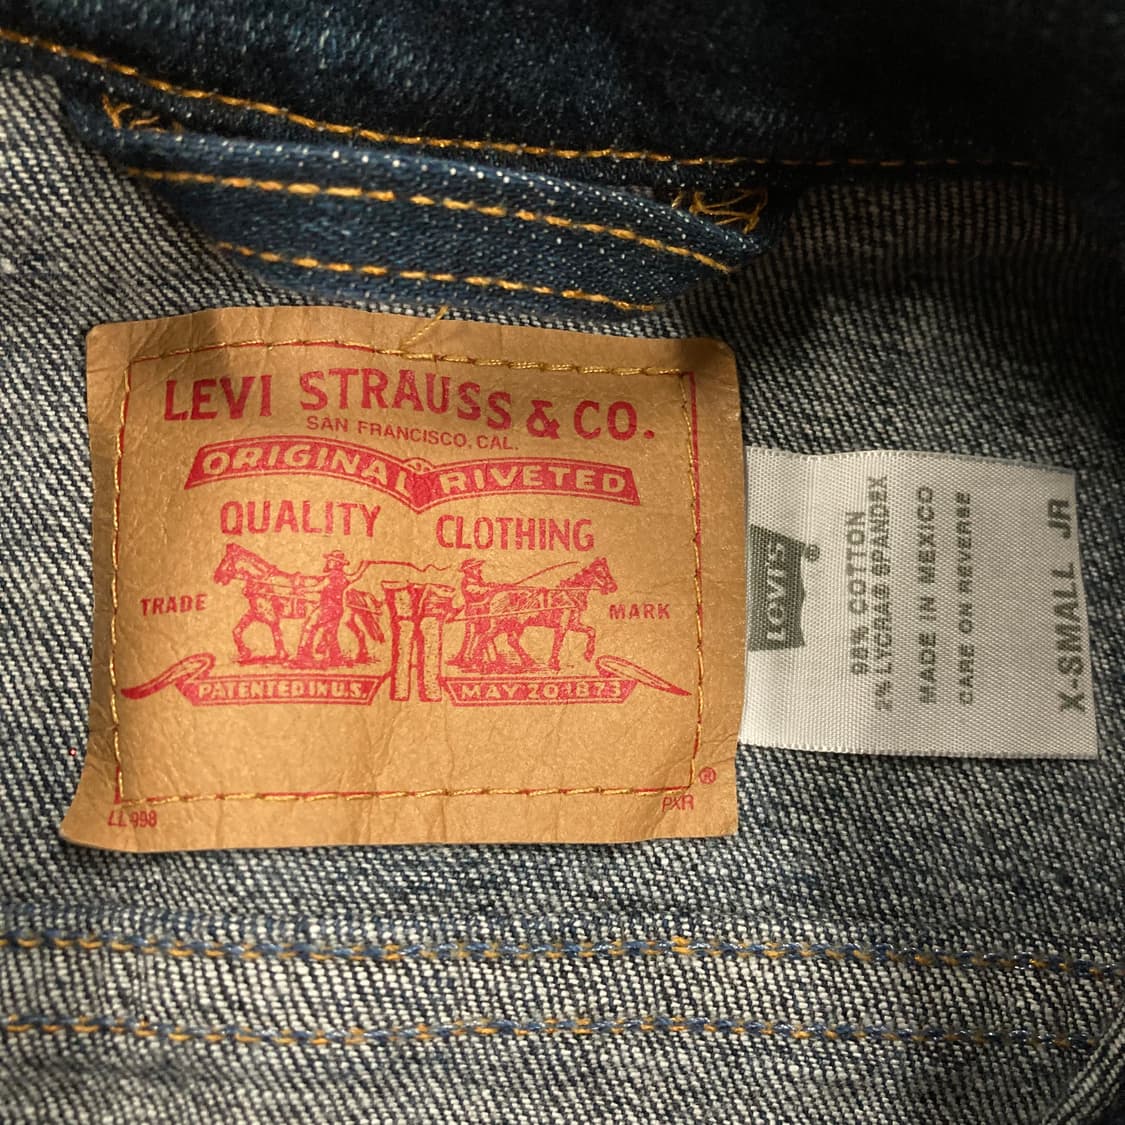 LEVI STRAUSS & CO.
SAN FRANCISCO, CAL.
ORIGINAL RIVETED
QUALITY CLOTHING
TRADE MARK
PATENTED IN U.S. MAY 20 1873
®
LL 998 PXR
LEVI'S ®
98% COTTON
2% LYCRA® SPANDEX
MADE IN MEXICO
CARE ON REVERSE
X-SMALL JR